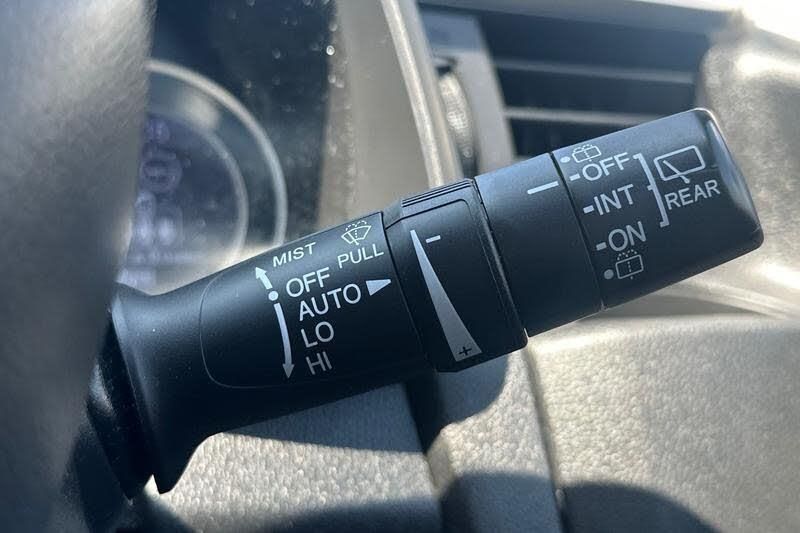 MIST
PULL
OFF
AUTO
LO
HI
-
+
OFF
INT
ON
REAR